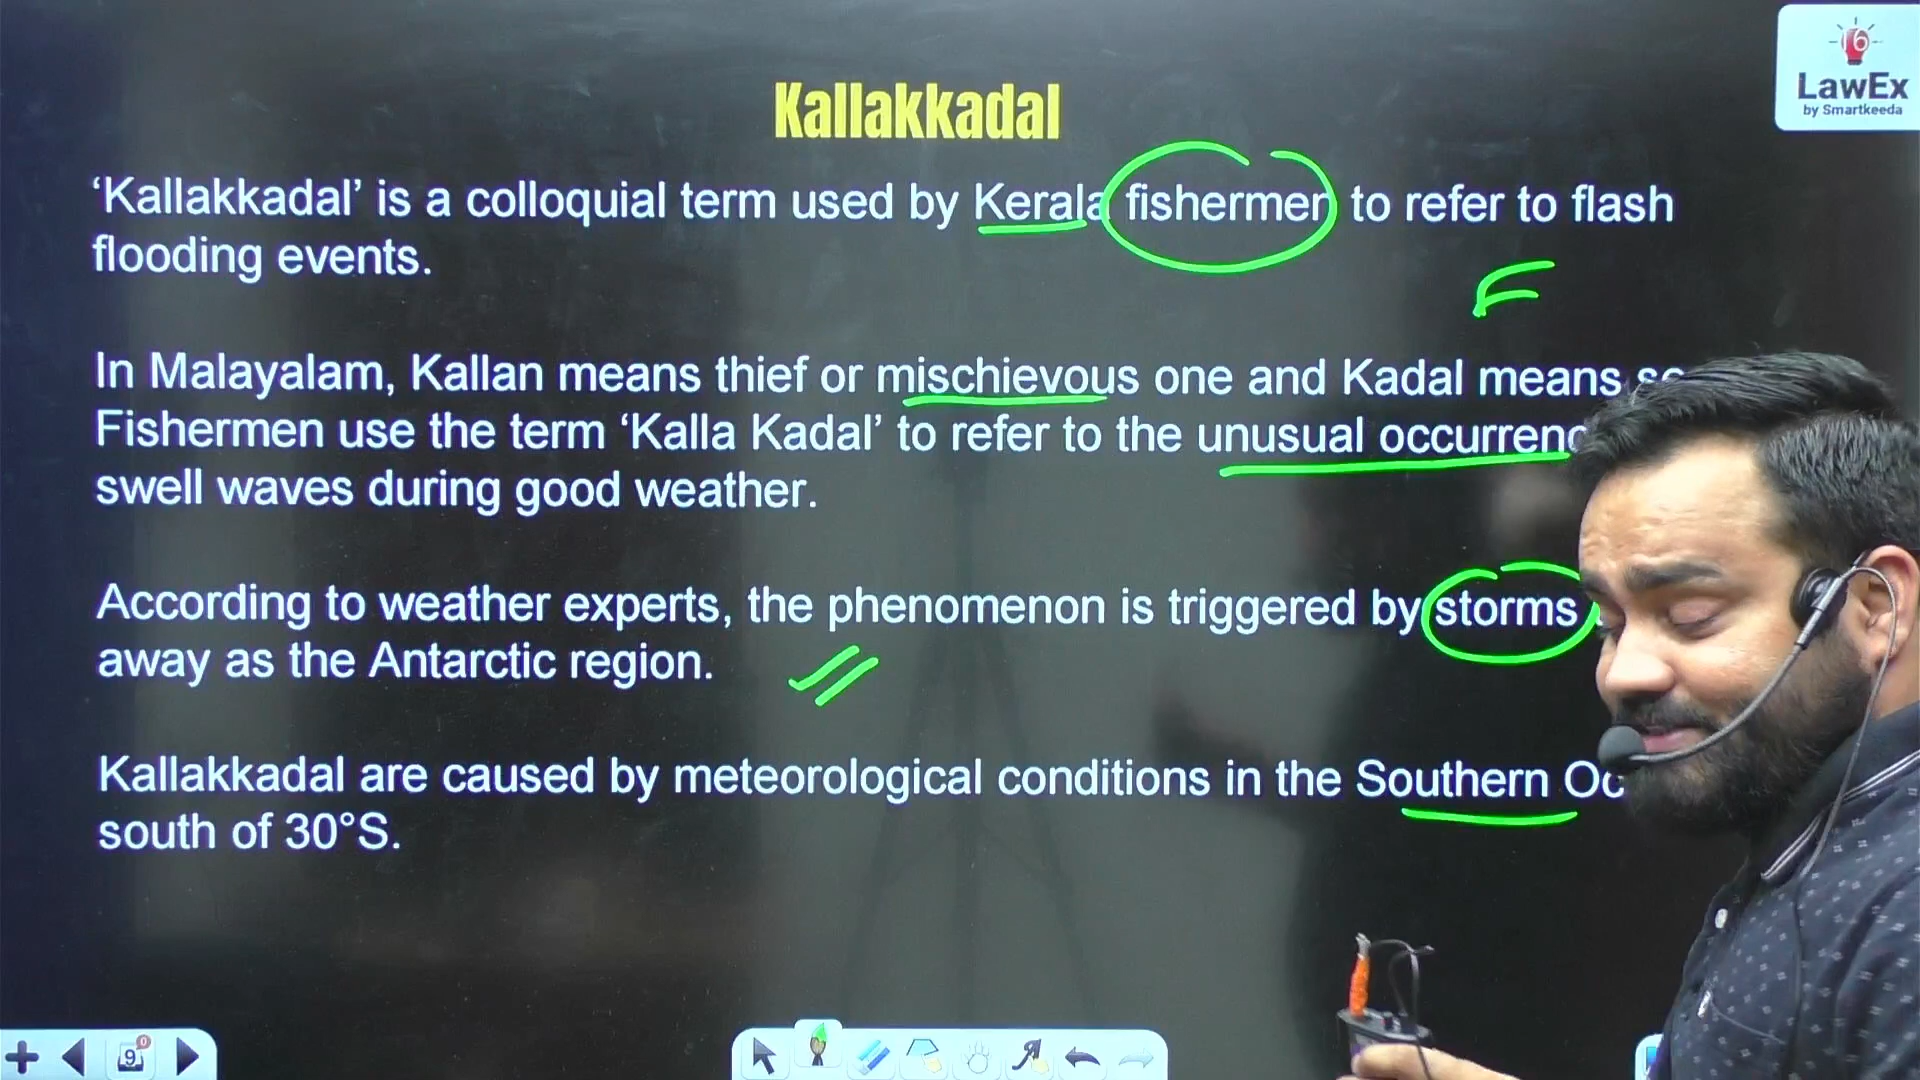 LawEx
by Smartkeeda
Kallakkadal
‘Kallakkadal’ is a colloquial term used by Kerala fishermen to refer to flash
flooding events.
F
In Malayalam, Kallan means thief or mischievous one and Kadal means
Fishermen use the term ‘Kalla Kadal’ to refer to the unusual
swell waves during good weather.
According to weather experts, the phenomenon is triggered by storms
away as the Antarctic region.
Kallakkadal are caused by meteorological conditions in the Southern
south of 30°S.
9
0